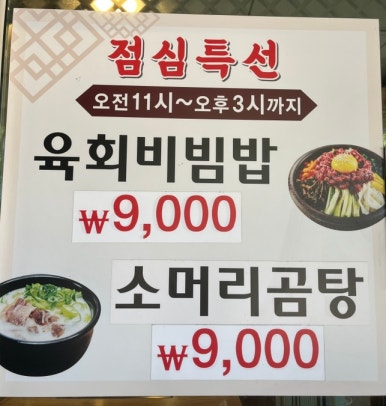 점심특선
오전11시~오후3시까지
육회비빔밥
₩9,000
소머리곰탕
₩9,000